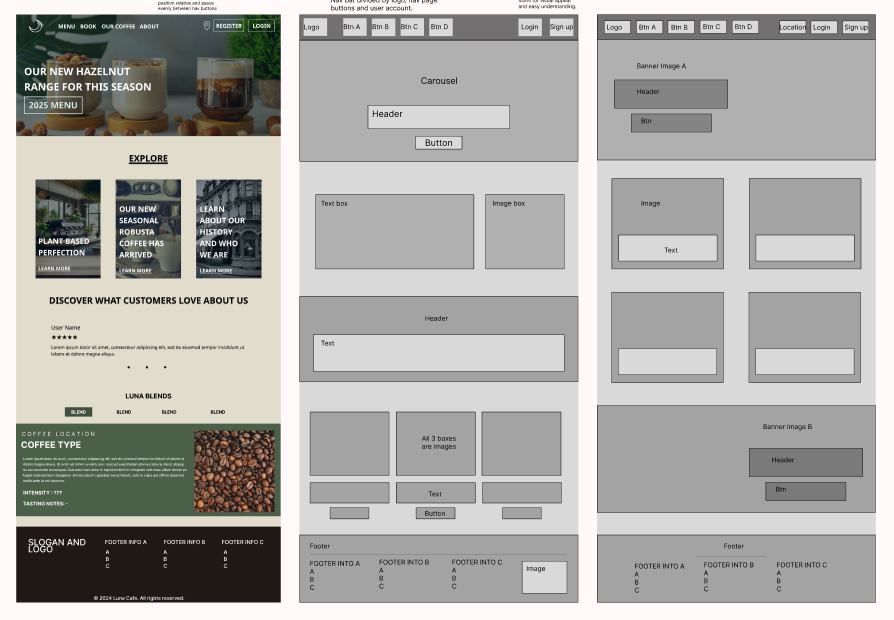 position relative and space
evenly between nav buttons
Nav bar divided by logo, nav page
buttons and user account.
icons for visual appeal
and easy understanding.
MENU BOOK OUR COFFEE ABOUT
REGISTER
LOGIN
OUR NEW HAZELNUT
RANGE FOR THIS SEASON
2025 MENU
EXPLORE
PLANT BASED
PERFECTION
LEARN MORE
OUR NEW
SEASONAL
ROBUSTA
COFFEE HAS
ARRIVED
LEARN MORE
LEARN
ABOUT OUR
HISTORY
AND WHO
WE ARE
LEARN MORE
DISCOVER WHAT CUSTOMERS LOVE ABOUT US
User Name
★★★★★
Lorem ipsum dolor sit amet, consectetur adipiscing elit, sed do eiusmod tempor incididunt ut
labore et dolore magna aliqua.
LUNA BLENDS
BLEND
BLEND
BLEND
BLEND
COFFEE LOCATION
COFFEE TYPE
INTENSITY : ???
TASTING NOTES: -
SLOGAN AND
LOGO
FOOTER INFO A
A
B
C
FOOTER INFO B
A
B
C
FOOTER INFO C
A
B
C
© 2024 Luna Cafe. All rights reserved.
Logo
Btn A
Btn B
Btn C
Btn D
Login
Sign up
Carousel
Header
Button
Text box
Image box
Header
Text
All 3 boxes
are images
Text
Button
Footer
FOOTER INTO A
A
B
C
FOOTER INTO B
A
B
C
FOOTER INTO C
A
B
C
Image
Logo
Btn A
Btn B
Btn C
Btn D
Location
Login
Sign up
Banner Image A
Header
Btn
Image
Text
Banner image B
Header
Btn
Footer
FOOTER INTO A
A
B
C
FOOTER INTO B
A
B
C
FOOTER INTO C
A
B
C